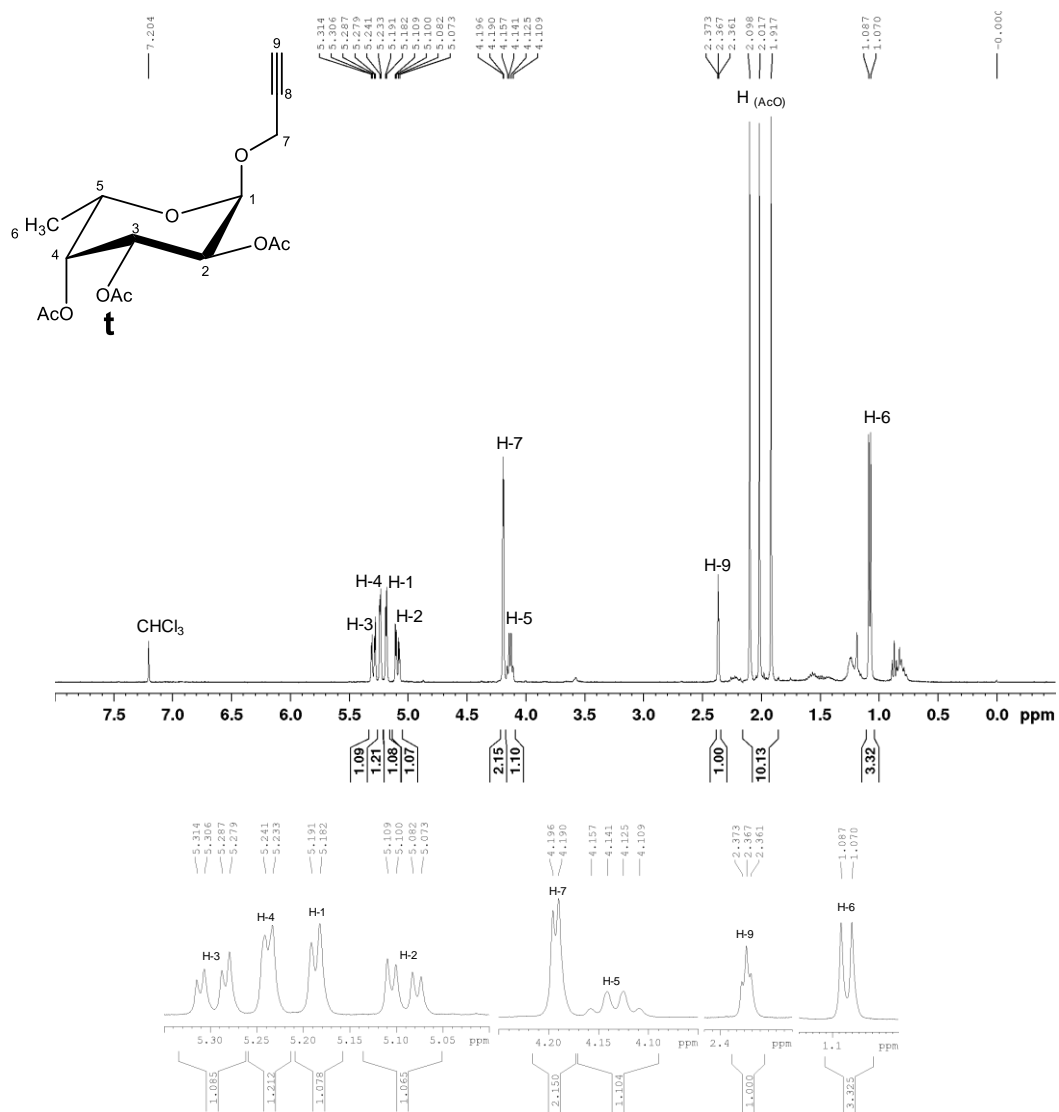 7.204
5.314
5.306
5.287
5.279
5.241
5.233
5.191
5.182
5.109
5.100
5.082
5.073
4.196
4.190
4.157
4.141
4.125
4.109
2.373
2.367
2.361
2.098
2.017
1.917
1.087
1.070
-0.000
9
8
7
O
5
O
1
6 H3C
3
4
2
OAc
OAc
AcO
t
H (AcO)
H-6
H-7
H-9
H-4 H-1
H-3 H-2 H-5
CHCl3
7.5 7.0 6.5 6.0 5.5 5.0 4.5 4.0 3.5 3.0 2.5 2.0 1.5 1.0 0.5 0.0 ppm
1.09
1.21
1.08
1.07
2.15
1.10
1.00
10.13
3.32
5.314
5.306
5.287
5.279
5.241
5.233
5.191
5.182
5.109
5.100
5.082
5.073
4.196
4.190
4.157
4.141
4.125
4.109
2.373
2.367
2.361
1.087
1.070
H-3
H-4
H-1
H-2
H-7
H-5
H-9
H-6
5.30 5.25 5.20 5.15 5.10 5.05 ppm
4.20 4.15 4.10 ppm
2.4 ppm
1.1 ppm
1.085
1.212
1.078
1.065
2.150
1.104
1.000
3.325